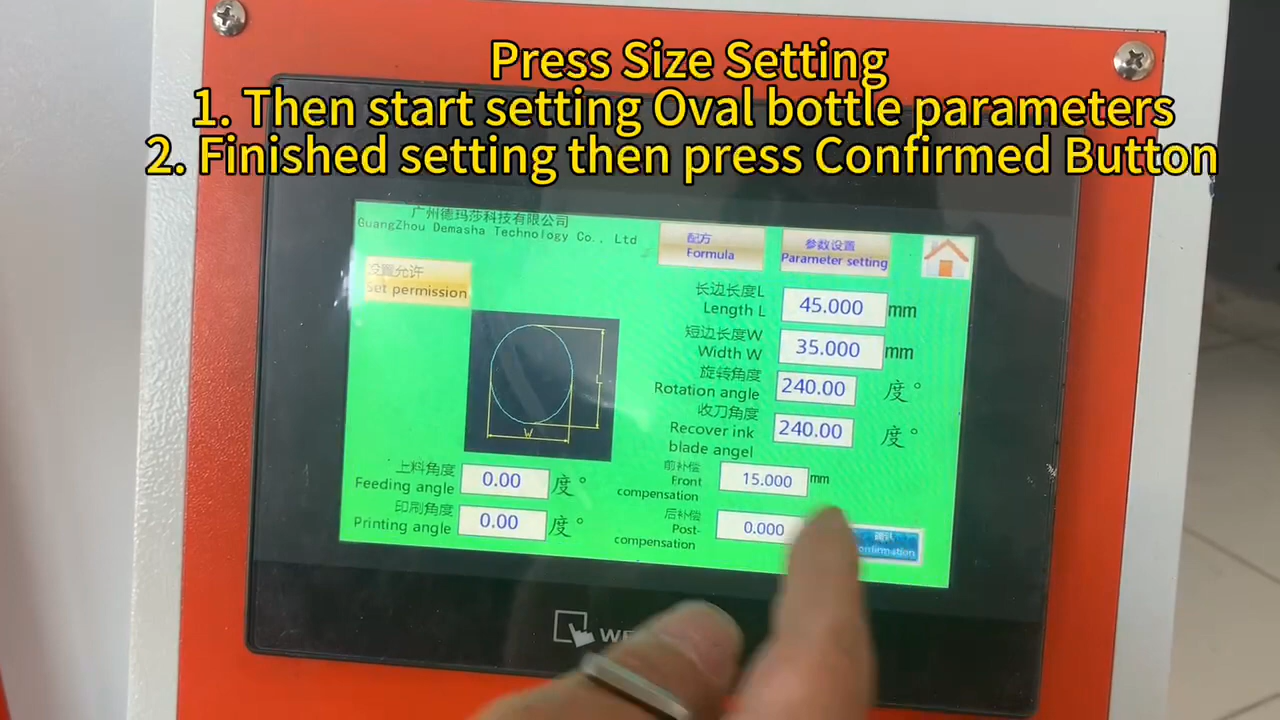 Press Size Setting
1. Then start setting Oval bottle parameters
2. Finished setting then press Confirmed Button
广州德玛莎科技有限公司
GuangZhou Demasha Technology Co., Ltd
配方
Formula
参数设置
Parameter setting
设置允许
Set permission
长边长度L
Length L
45.000 mm
短边长度W
Width W
35.000 mm
旋转角度
Rotation angle
240.00 度°
收刀角度
Recover ink
blade angel
240.00 度°
L
W
上料角度
Feeding angle
0.00 度°
印刷角度
Printing angle
0.00 度°
前补偿
Front
compensation
15.000 mm
后补偿
Post-
compensation
0.000
确认